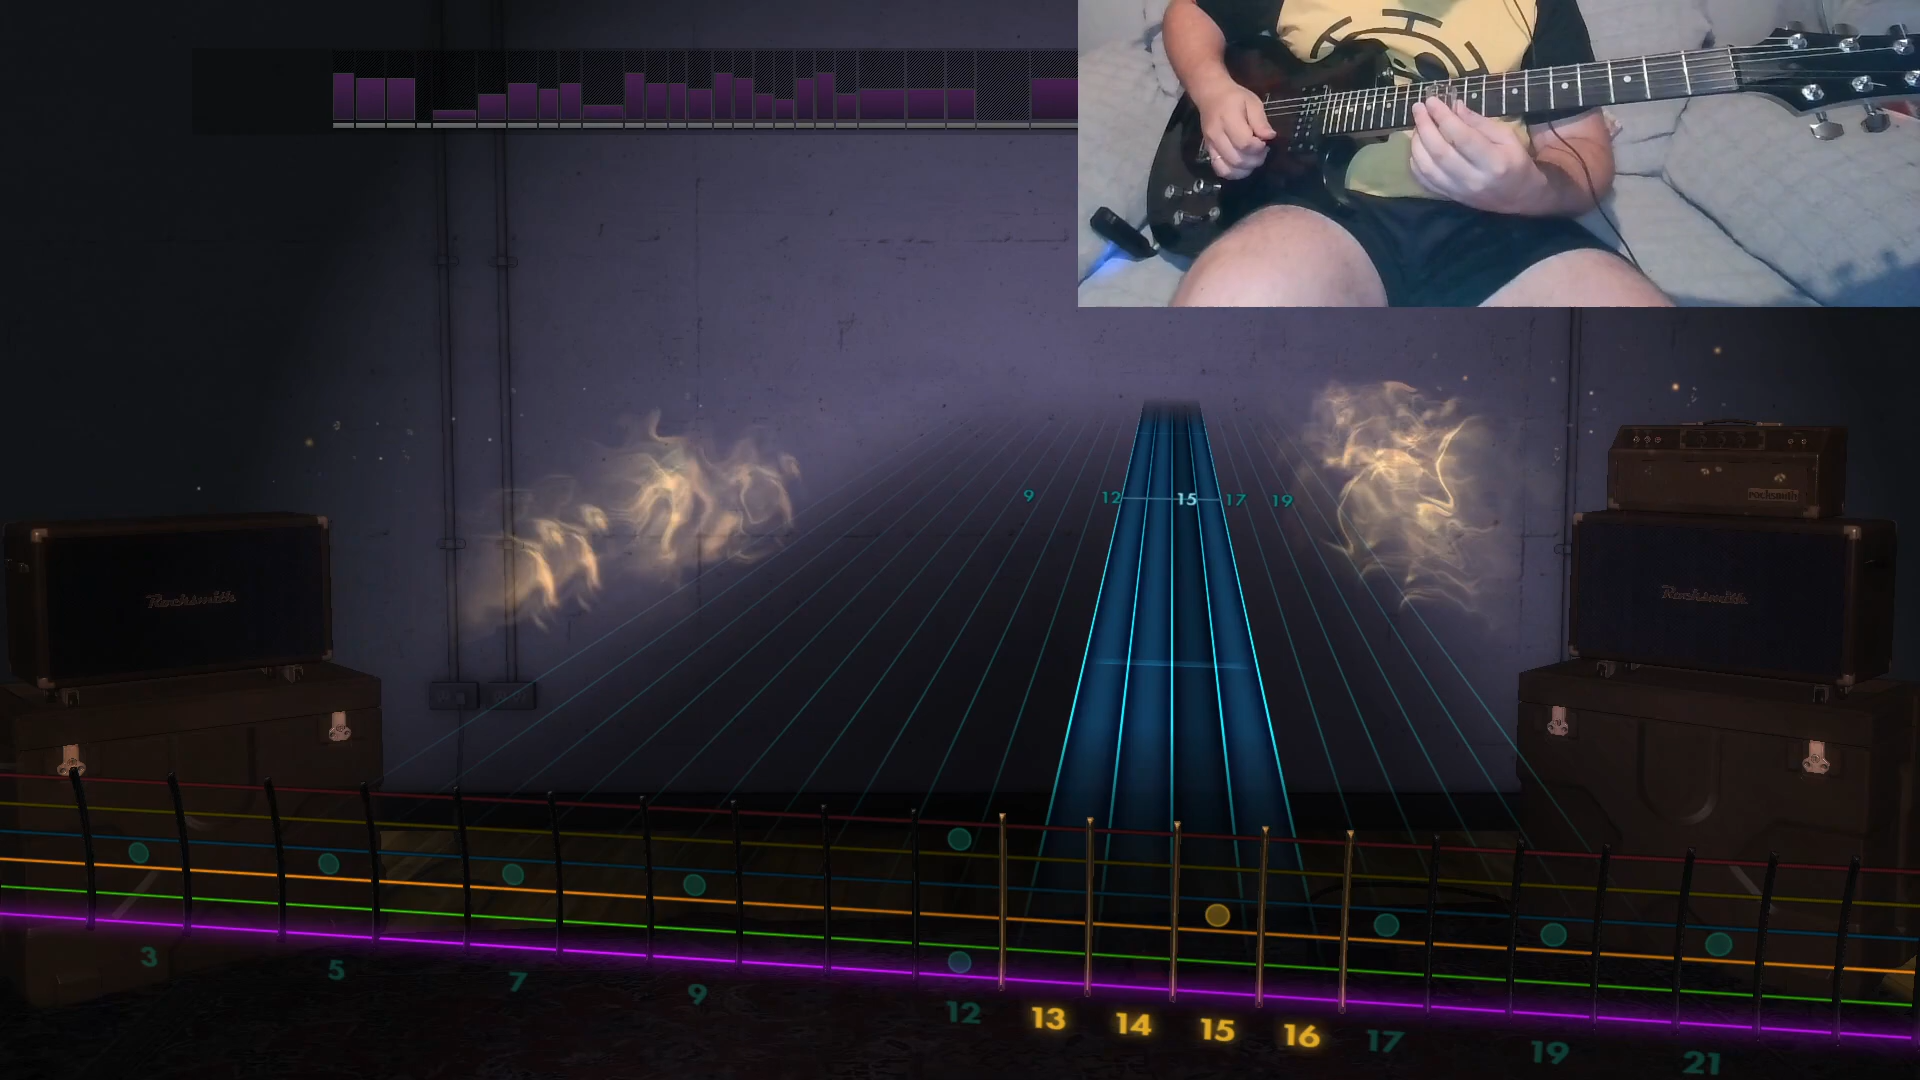 9 12 15 17 19
rocksmith
Rocksmith
Rocksmith
3 5 7 9 12 13 14 15 16 17 19 21